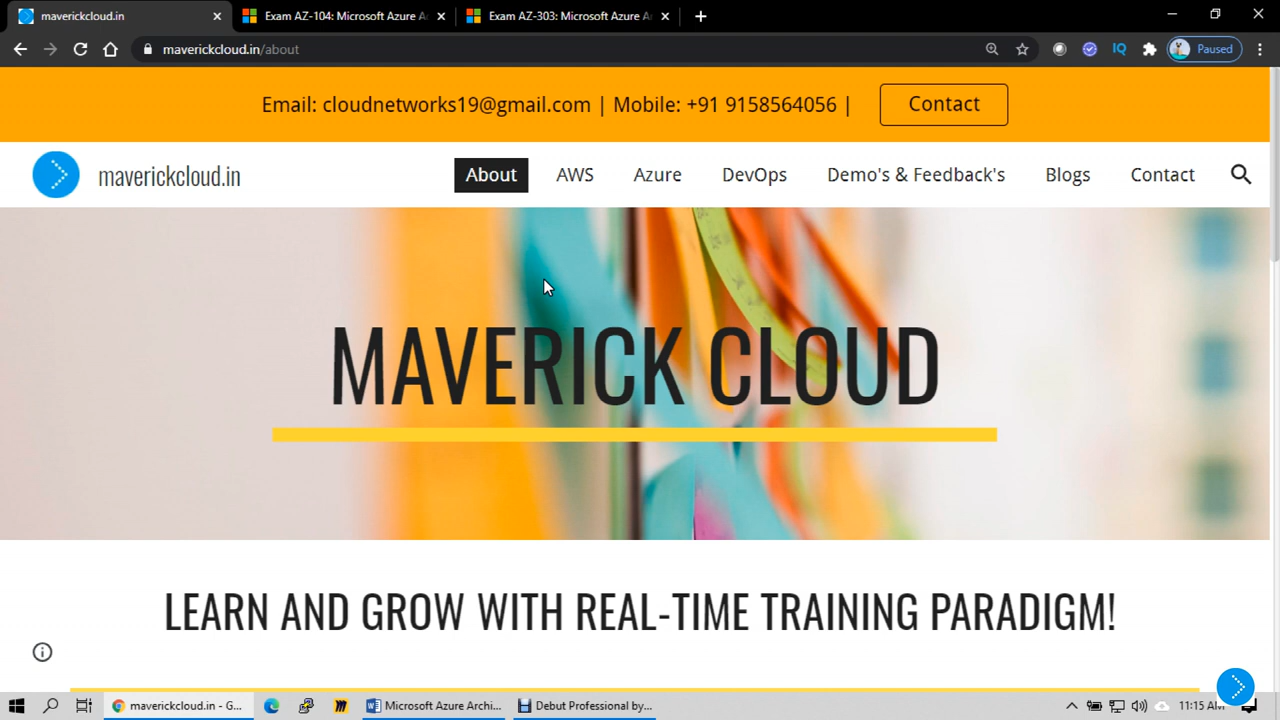 maverickcloud.in
Exam AZ-104: Microsoft Azure A
Exam AZ-303: Microsoft Azure A
maverickcloud.in/about
IQ
Paused
Email: cloudnetworks19@gmail.com | Mobile: +91 9158564056 |
Contact
maverickcloud.in
About
AWS
Azure
DevOps
Demo's & Feedback's
Blogs
Contact
MAVERICK CLOUD
LEARN AND GROW WITH REAL-TIME TRAINING PARADIGM!
maverickcloud.in - G...
Microsoft Azure Archi...
Debut Professional by...
11:15 AM